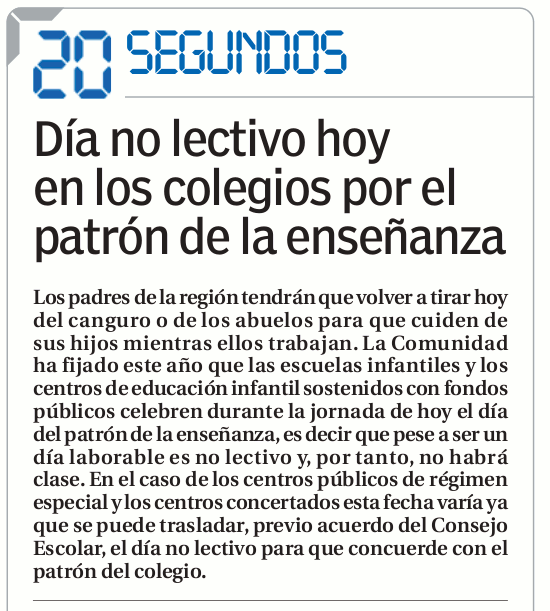 20 SEGUNDOS
Día no lectivo hoy
en los colegios por el
patrón de la enseñanza
Los padres de la región tendrán que volver a tirar hoy
del canguro o de los abuelos para que cuiden de
sus hijos mientras ellos trabajan. La Comunidad
ha fijado este año que las escuelas infantiles y los
centros de educación infantil sostenidos con fondos
públicos celebren durante la jornada de hoy el día
del patrón de la enseñanza, es decir que pese a ser un
día laborable es no lectivo y, por tanto, no habrá
clase. En el caso de los centros públicos de régimen
especial y los centros concertados esta fecha varía ya
que se puede trasladar, previo acuerdo del Consejo
Escolar, el día no lectivo para que concuerde con el
patrón del colegio.